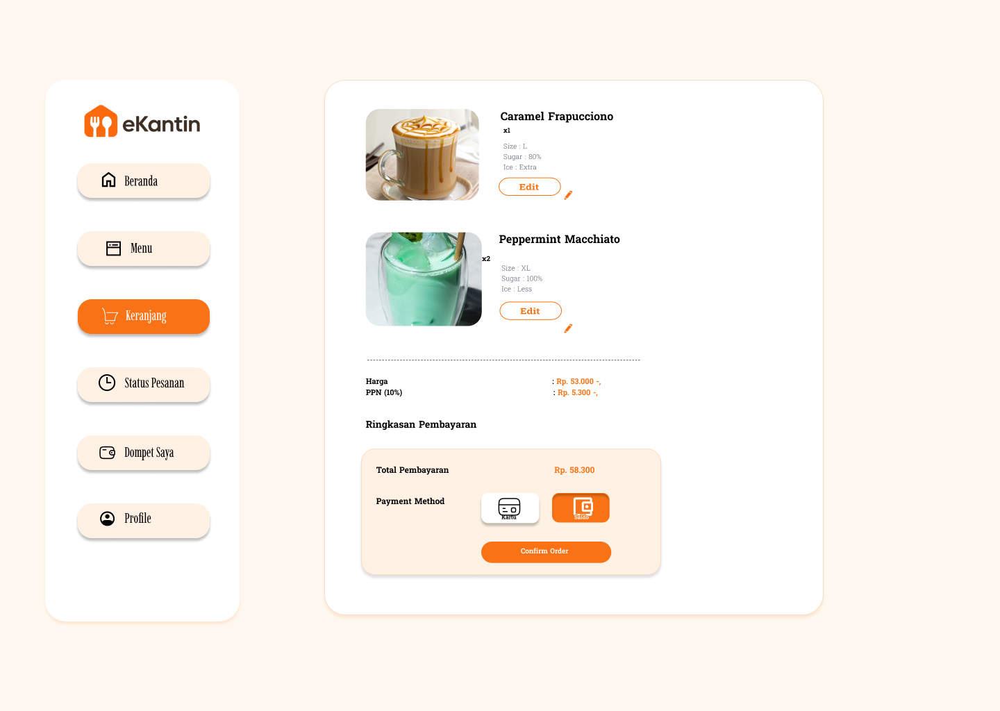 eKantin
Beranda
Menu
Keranjang
Status Pesanan
Dompet Saya
Profile
Caramel Frapucciono
x1
Size : L
Sugar : 80%
Ice : Extra
Edit
Peppermint Macchiato
x2
Size : XL
Sugar : 100%
Ice : Less
Edit
Harga : Rp. 53.000 -,
PPN (10%) : Rp. 5.300 -,
Ringkasan Pembayaran
Total Pembayaran Rp. 58.300
Payment Method
Kartu Saldo
Confirm Order